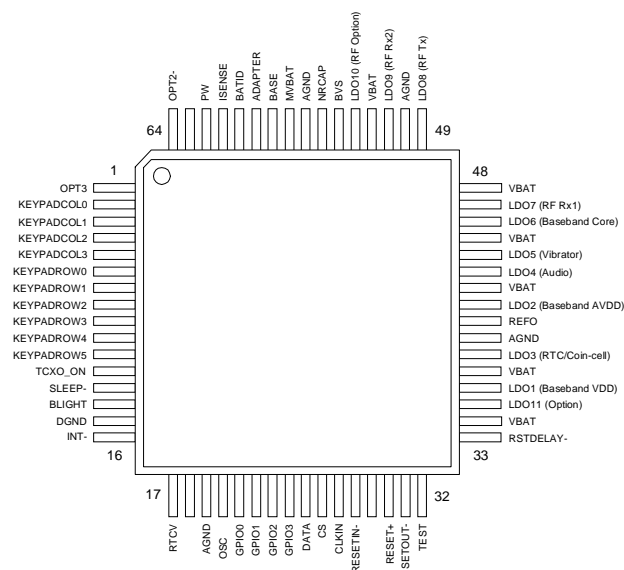 OPT2-
PW
ISENSE
BATID
ADAPTER
BASE
MVBAT
AGND
NRCAP
BVS
LDO10 (RF Option)
VBAT
LDO9 (RF Rx2)
AGND
LDO8 (RF Tx)
64
49
1
48
OPT3
KEYPADCOL0
KEYPADCOL1
KEYPADCOL2
KEYPADCOL3
KEYPADROW0
KEYPADROW1
KEYPADROW2
KEYPADROW3
KEYPADROW4
KEYPADROW5
TCXO_ON
SLEEP-
BLIGHT
DGND
INT-
VBAT
LDO7 (RF Rx1)
LDO6 (Baseband Core)
VBAT
LDO5 (Vibrator)
LDO4 (Audio)
VBAT
LDO2 (Baseband AVDD)
REFO
AGND
LDO3 (RTC/Coin-cell)
VBAT
LDO1 (Baseband VDD)
LDO11 (Option)
VBAT
RSTDELAY-
16
33
17
32
RTCV
AGND
OSC
GPIO0
GPIO1
GPIO2
GPIO3
DATA
CS
CLKIN
RESETIN-
RESET+
SETOUT-
TEST